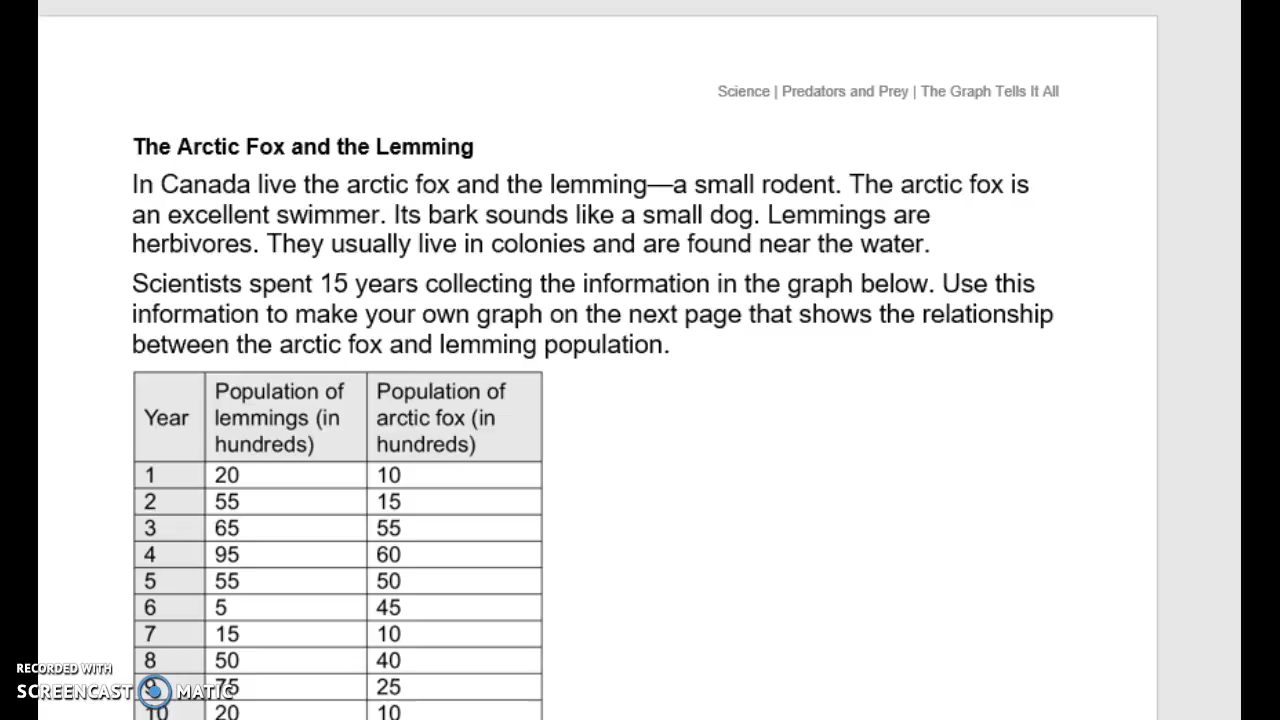 Science | Predators and Prey | The Graph Tells It All
The Arctic Fox and the Lemming
In Canada live the arctic fox and the lemming—a small rodent. The arctic fox is
an excellent swimmer. Its bark sounds like a small dog. Lemmings are
herbivores. They usually live in colonies and are found near the water.
Scientists spent 15 years collecting the information in the graph below. Use this
information to make your own graph on the next page that shows the relationship
between the arctic fox and lemming population.
Year
Population of
lemmings (in
hundreds)
Population of
arctic fox (in
hundreds)
1 20 10
2 55 15
3 65 55
4 95 60
5 55 50
6 5 45
7 15 10
8 50 40
9 75 25
10 20 10
RECORDED WITH
SCREENCAST MATIC